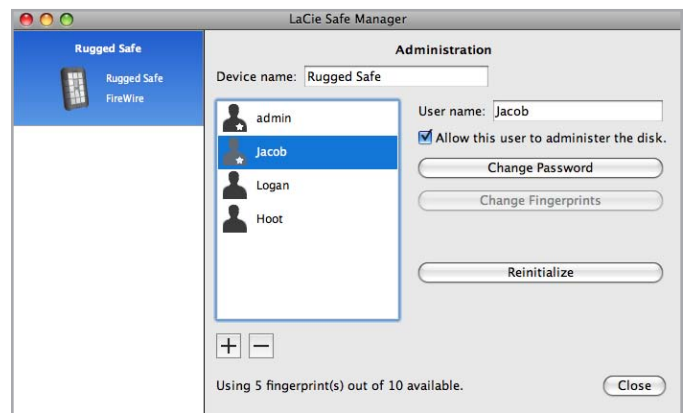 LaCie Safe Manager
Rugged Safe
Rugged Safe
FireWire
Administration
Device name: Rugged Safe
admin
Jacob
Logan
Hoot
User name: Jacob
Allow this user to administer the disk.
Change Password
Change Fingerprints
Reinitialize
Using 5 fingerprint(s) out of 10 available.
Close